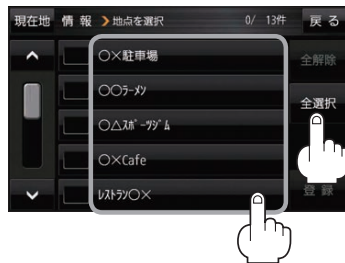 現在地 情 報 ❯地点を選択 0/ 13件 戻 る
○×駐車場
全解除
○○ﾗｰﾒﾝ
全選択
○△ｽﾎﾟｰﾂｼﾞﾑ
○×Cafe
ﾚｽﾄﾗﾝ○×
登 録